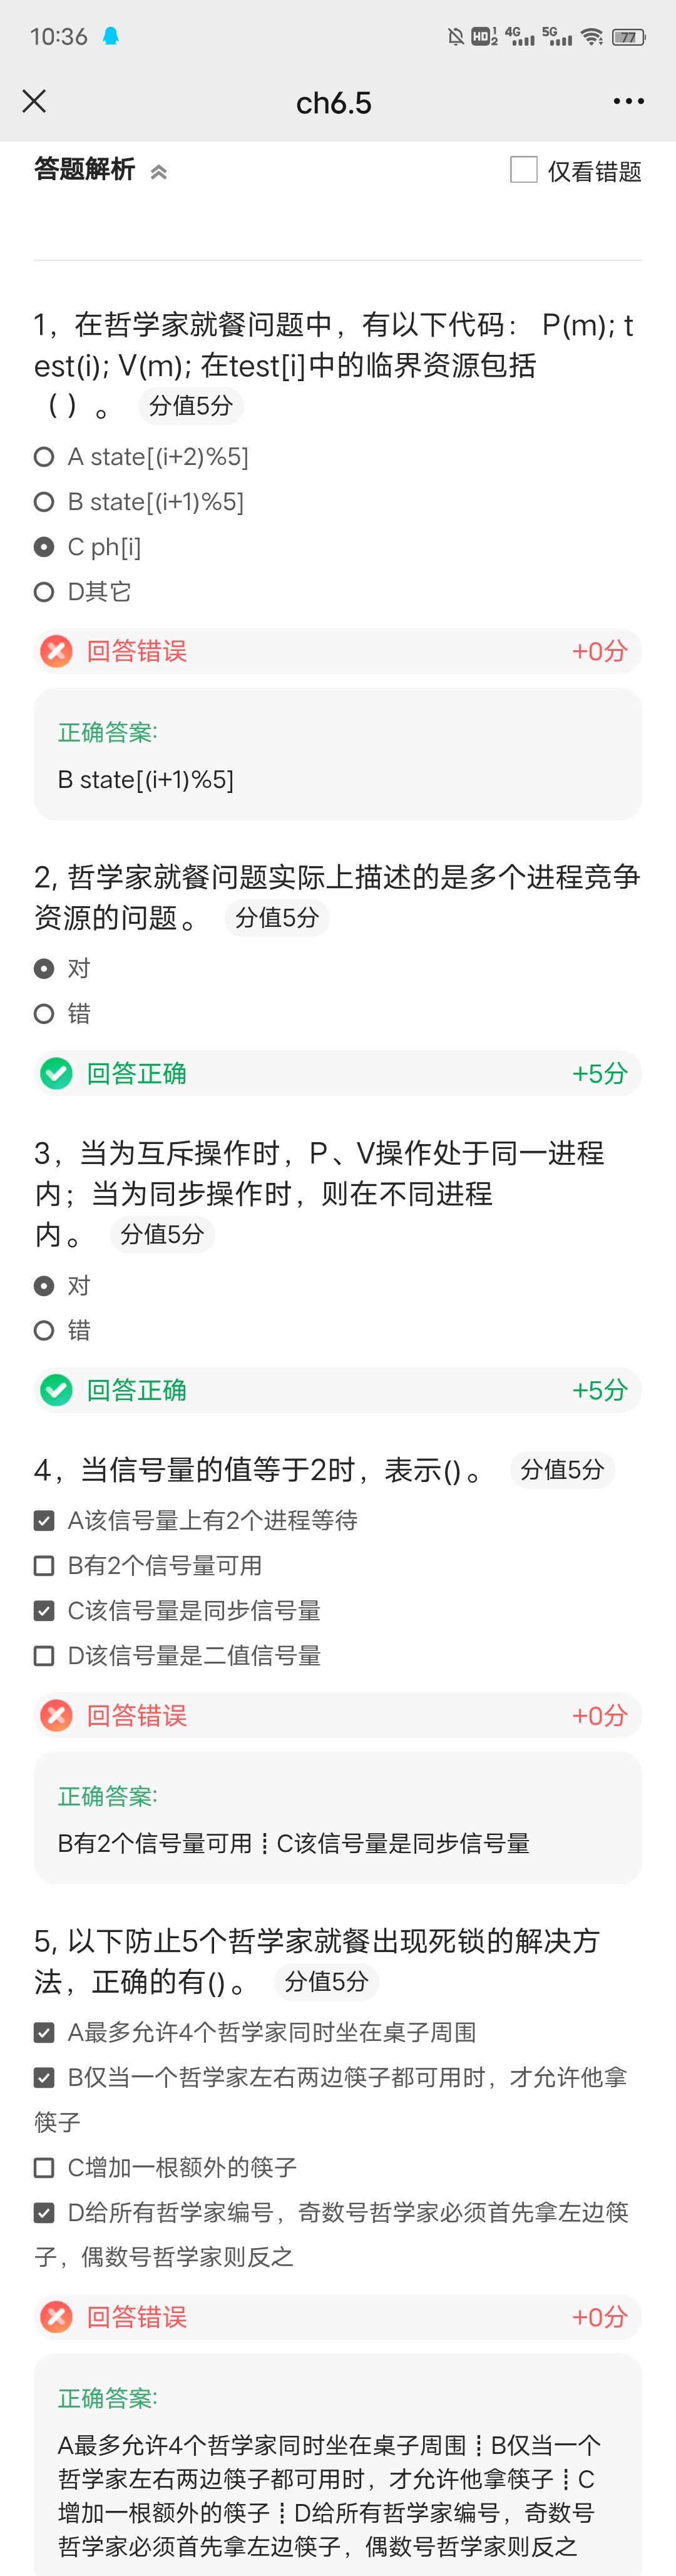 10:36
HD 1 2 4G 5G 77
ch6.5
答题解析
仅看错题
1，在哲学家就餐问题中，有以下代码： P(m); t
est(i); V(m); 在test[i]中的临界资源包括
（ ）。 分值5分
A state[(i+2)%5]
B state[(i+1)%5]
C ph[i]
D其它
回答错误 +0分
正确答案:
B state[(i+1)%5]
2, 哲学家就餐问题实际上描述的是多个进程竞争
资源的问题。 分值5分
对
错
回答正确 +5分
3，当为互斥操作时，P、V操作处于同一进程
内；当为同步操作时，则在不同进程
内。 分值5分
对
错
回答正确 +5分
4，当信号量的值等于2时，表示()。 分值5分
A该信号量上有2个进程等待
B有2个信号量可用
C该信号量是同步信号量
D该信号量是二值信号量
回答错误 +0分
正确答案:
B有2个信号量可用┋C该信号量是同步信号量
5, 以下防止5个哲学家就餐出现死锁的解决方
法，正确的有()。 分值5分
A最多允许4个哲学家同时坐在桌子周围
B仅当一个哲学家左右两边筷子都可用时，才允许他拿
筷子
C增加一根额外的筷子
D给所有哲学家编号，奇数号哲学家必须首先拿左边筷
子，偶数号哲学家则反之
回答错误 +0分
正确答案:
A最多允许4个哲学家同时坐在桌子周围┋B仅当一个
哲学家左右两边筷子都可用时，才允许他拿筷子┋C
增加一根额外的筷子┋D给所有哲学家编号，奇数号
哲学家必须首先拿左边筷子，偶数号哲学家则反之